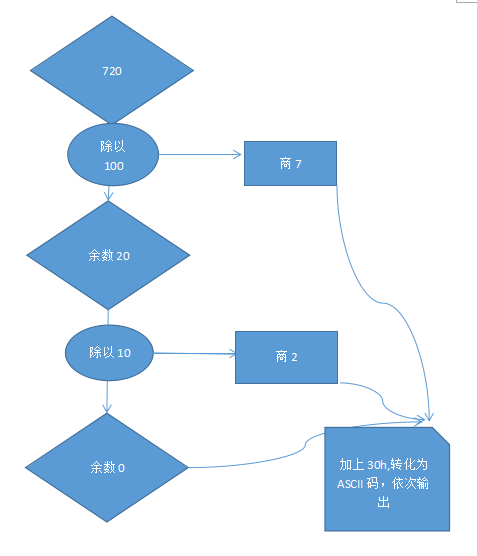 720
除以
100
商 7
余数 20
除以 10
商 2
余数 0
加上 30h,转化为
ASCII 码，依次输
出